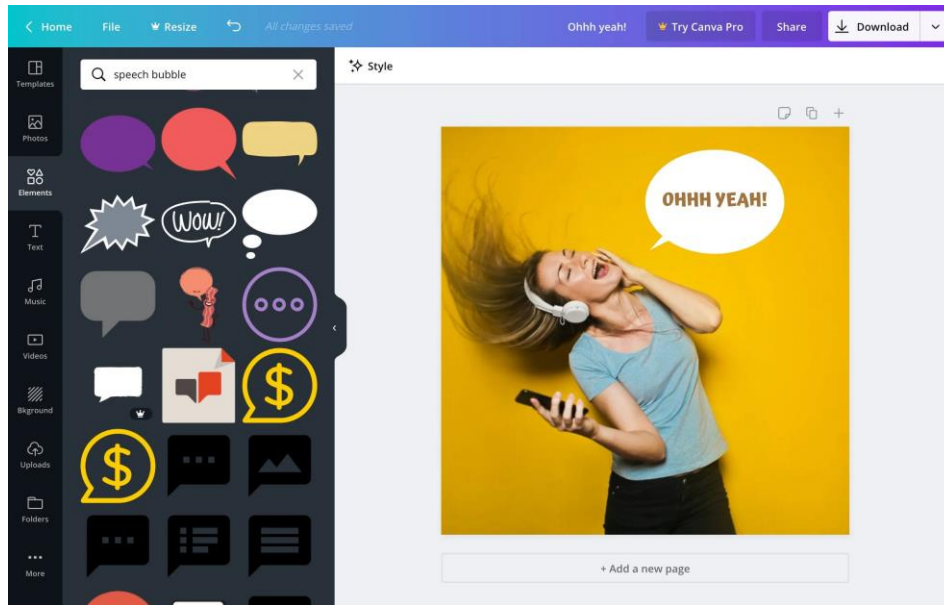 Home File Resize All changes saved Ohhh yeah! Try Canva Pro Share Download
Templates
Photos
Elements
Text
Music
Videos
Bkground
Uploads
Folders
More
speech bubble
WOW!
$
$
Style
OHHH YEAH!
+ Add a new page